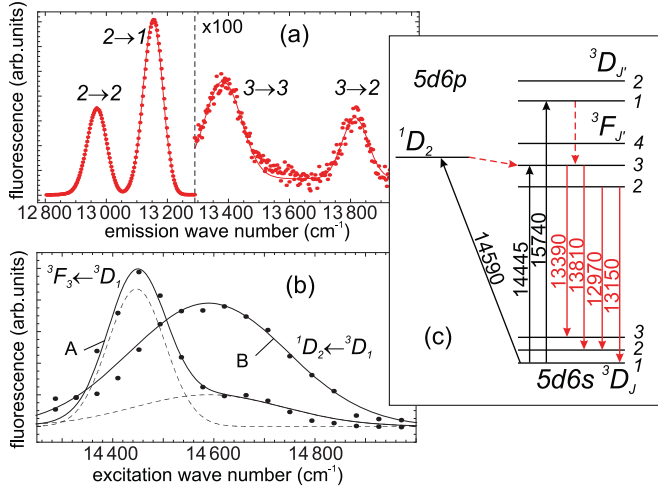 fluorescence (arb.units)
2→2
2→1
x100
(a)
3→3
3→2
12 800
13 000
13 200
13 400
13 600
13 800
emission wave number (cm⁻¹)
fluorescence (arb.units)
³F₃←³D₁
(b)
A
B
¹D₂←³D₁
14 400
14 600
14 800
excitation wave number (cm⁻¹)
5d6p
³D_J'
2
1
³F_J'
4
3
2
¹D₂
14590
14445
15740
13390
13810
12970
13150
(c)
3
2
1
5d6s ³D_J